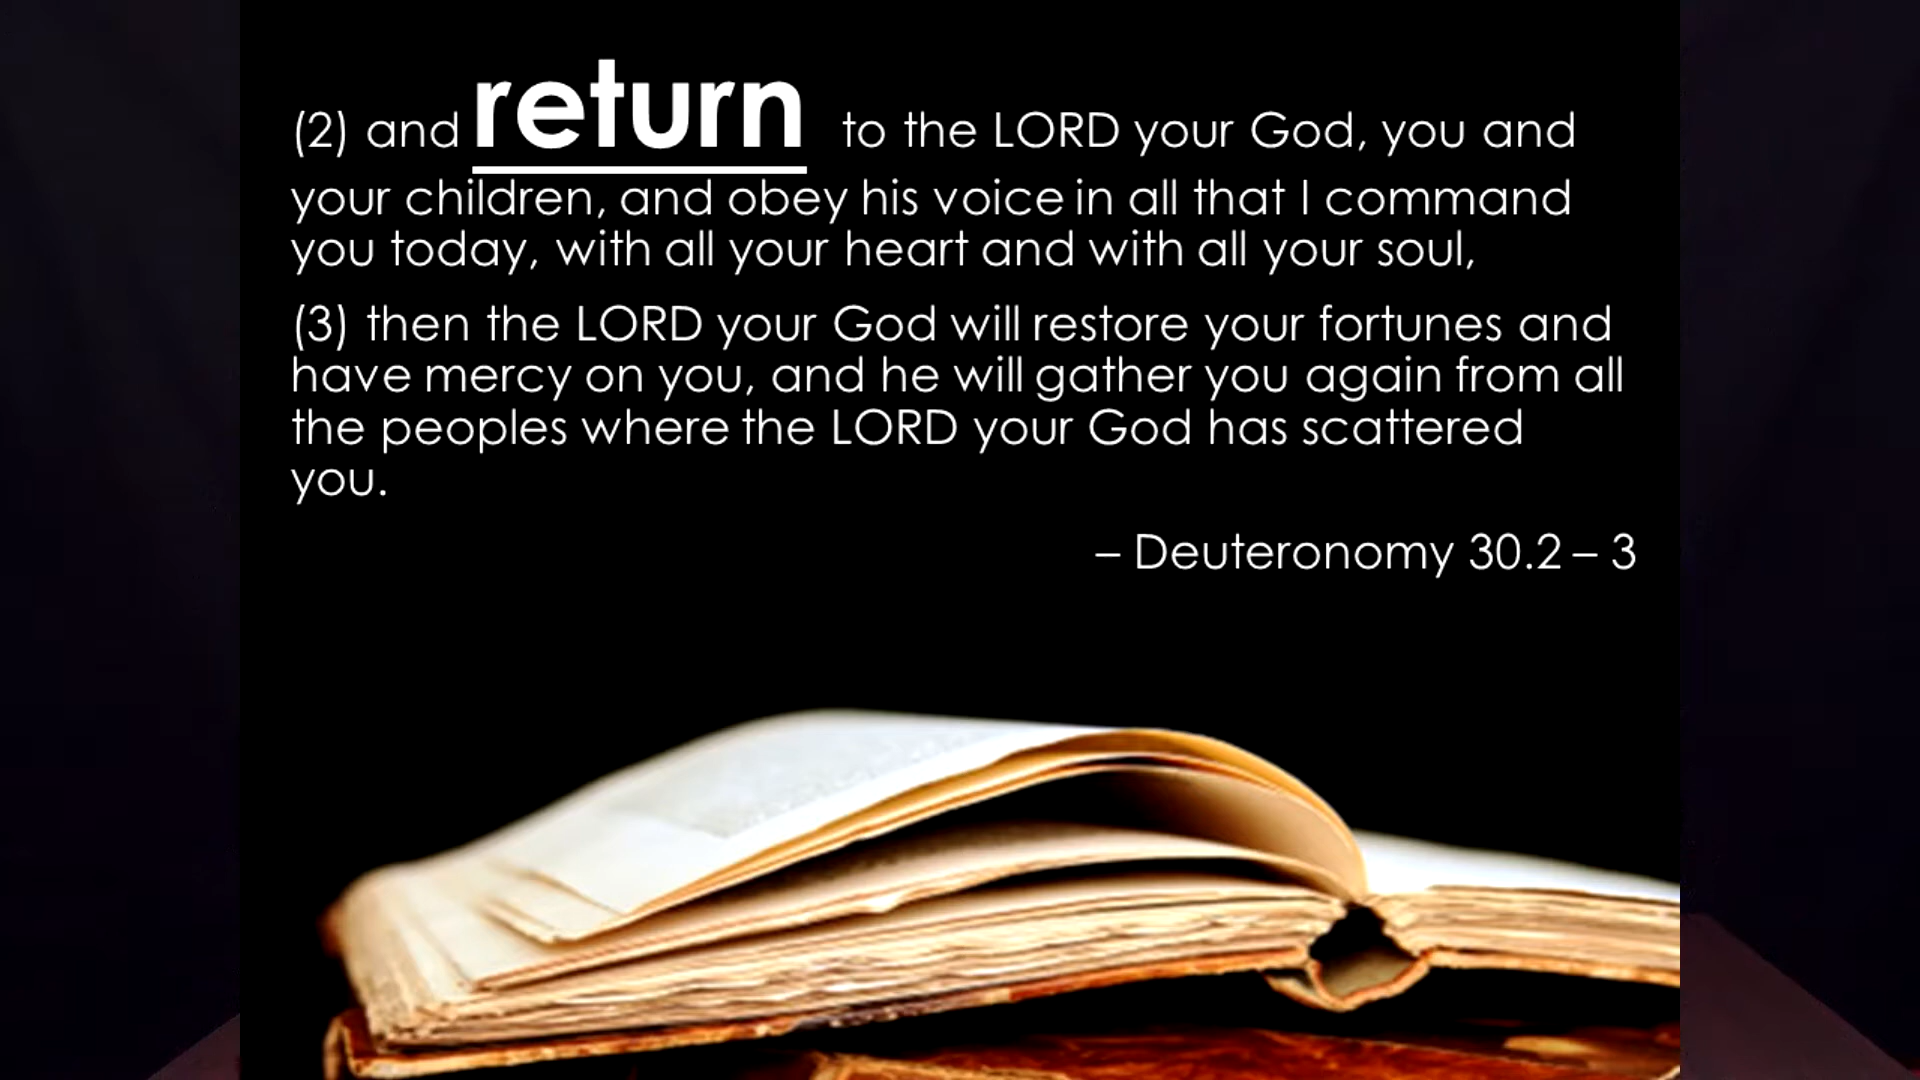 (2) and return to the LORD your God, you and
your children, and obey his voice in all that I command
you today, with all your heart and with all your soul,
(3) then the LORD your God will restore your fortunes and
have mercy on you, and he will gather you again from all
the peoples where the LORD your God has scattered
you.
– Deuteronomy 30.2 – 3